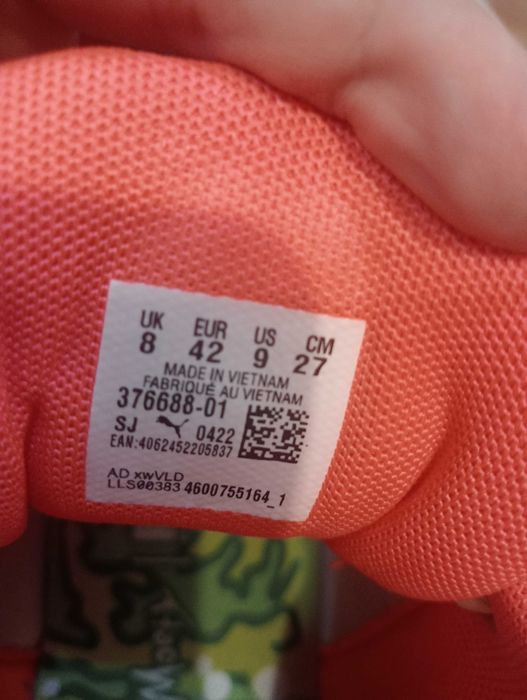 UK EUR US CM
8 42 9 27
MADE IN VIETNAM
FABRIQUÉ AU VIETNAM
376688-01
SJ 0422
EAN:4062452205837
AD xwVLD
LLS00383 4600755164_1